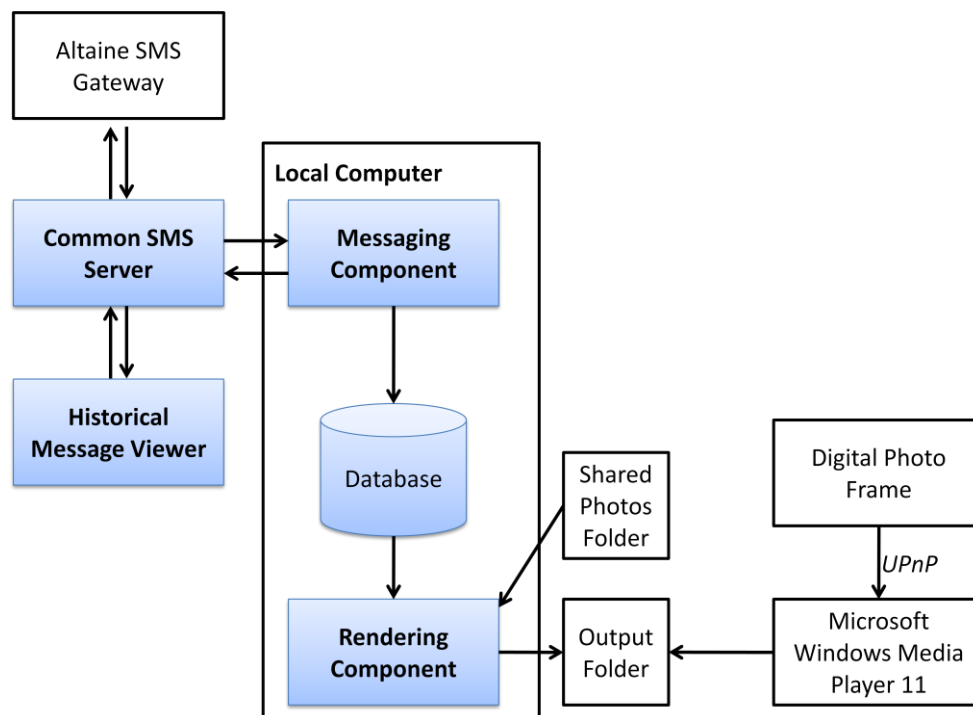 Altaine SMS
Gateway
Local Computer
Common SMS
Server
Messaging
Component
Historical
Message Viewer
Database
Shared
Photos
Folder
Digital Photo
Frame
UPnP
Rendering
Component
Output
Folder
Microsoft
Windows Media
Player 11